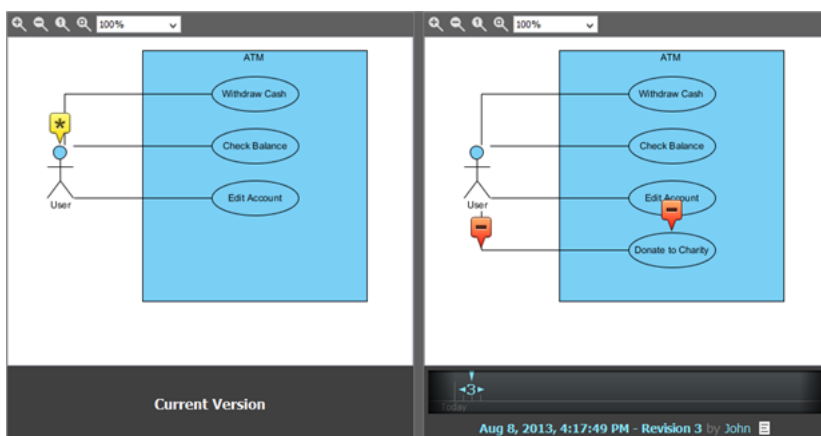 100%
ATM
Withdraw Cash
Check Balance
Edit Account
User
Current Version
100%
ATM
Withdraw Cash
Check Balance
Edit Account
User
Donate to Charity
3
Today
Aug 8, 2013, 4:17:49 PM - Revision 3 by John